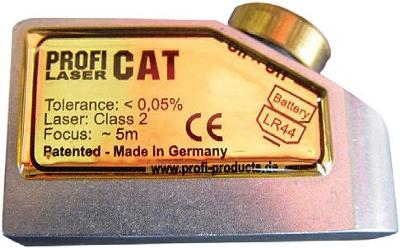 PROFI
LASER CAT
Tolerance: < 0,05%
Laser: Class 2
Focus: ~ 5m
CE
Battery
LR44
Patented - Made in Germany
www.profi-products.de